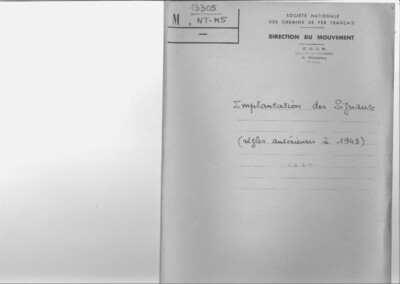 13305
M, NT-M5
SOCIÉTÉ NATIONALE
DES CHEMINS DE FER FRANÇAIS
DIRECTION DU MOUVEMENT
Implantation des Signaux
(règles antérieures à 1943)